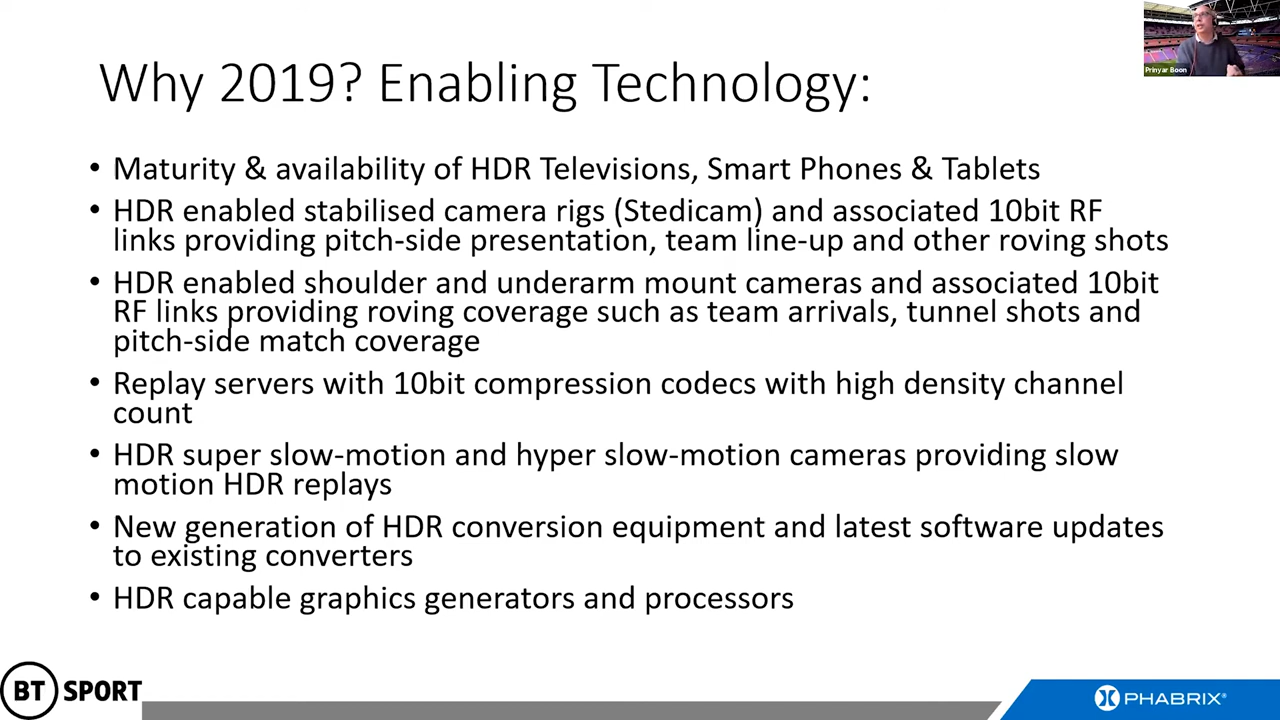 Why 2019? Enabling Technology:
Prinyar Boon
• Maturity & availability of HDR Televisions, Smart Phones & Tablets
• HDR enabled stabilised camera rigs (Stedicam) and associated 10bit RF
links providing pitch-side presentation, team line-up and other roving shots
• HDR enabled shoulder and underarm mount cameras and associated 10bit
RF links providing roving coverage such as team arrivals, tunnel shots and
pitch-side match coverage
• Replay servers with 10bit compression codecs with high density channel
count
• HDR super slow-motion and hyper slow-motion cameras providing slow
motion HDR replays
• New generation of HDR conversion equipment and latest software updates
to existing converters
• HDR capable graphics generators and processors
BT SPORT
PHABRIX®